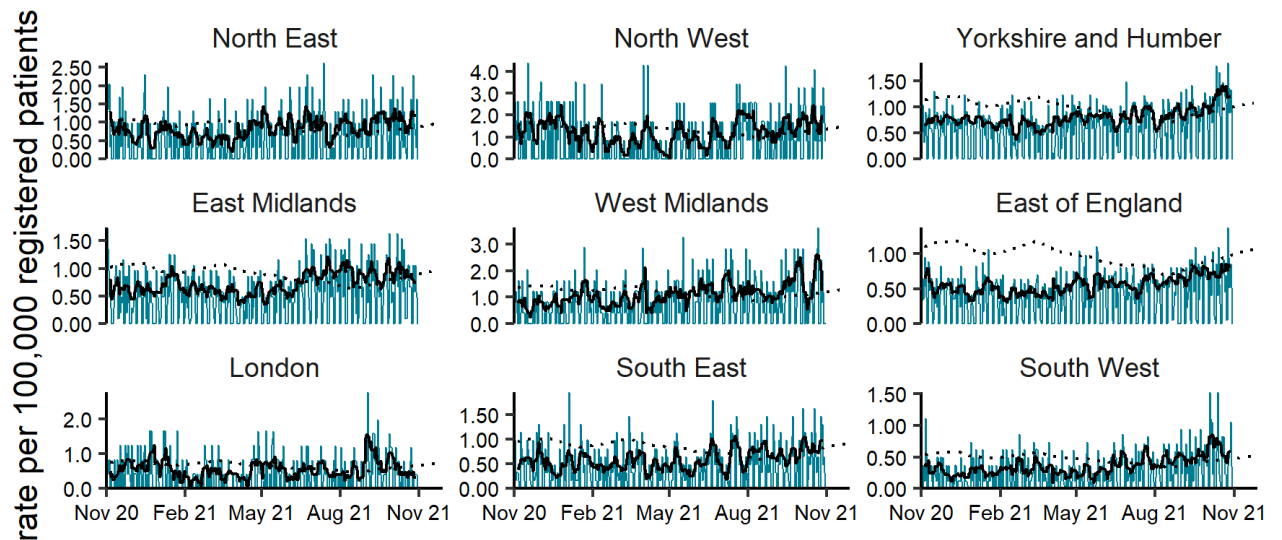 rate per 100,000 registered patients
North East
2.50
2.00
1.50
1.00
0.50
0.00
North West
4.0
3.0
2.0
1.0
0.0
Yorkshire and Humber
1.50
1.00
0.50
0.00
East Midlands
1.50
1.00
0.50
0.00
West Midlands
3.0
2.0
1.0
0.0
East of England
1.00
0.50
0.00
London
2.0
1.0
0.0
Nov 20 Feb 21 May 21 Aug 21 Nov 21
South East
1.50
1.00
0.50
0.00
Nov 20 Feb 21 May 21 Aug 21 Nov 21
South West
1.50
1.00
0.50
0.00
Nov 20 Feb 21 May 21 Aug 21 Nov 21